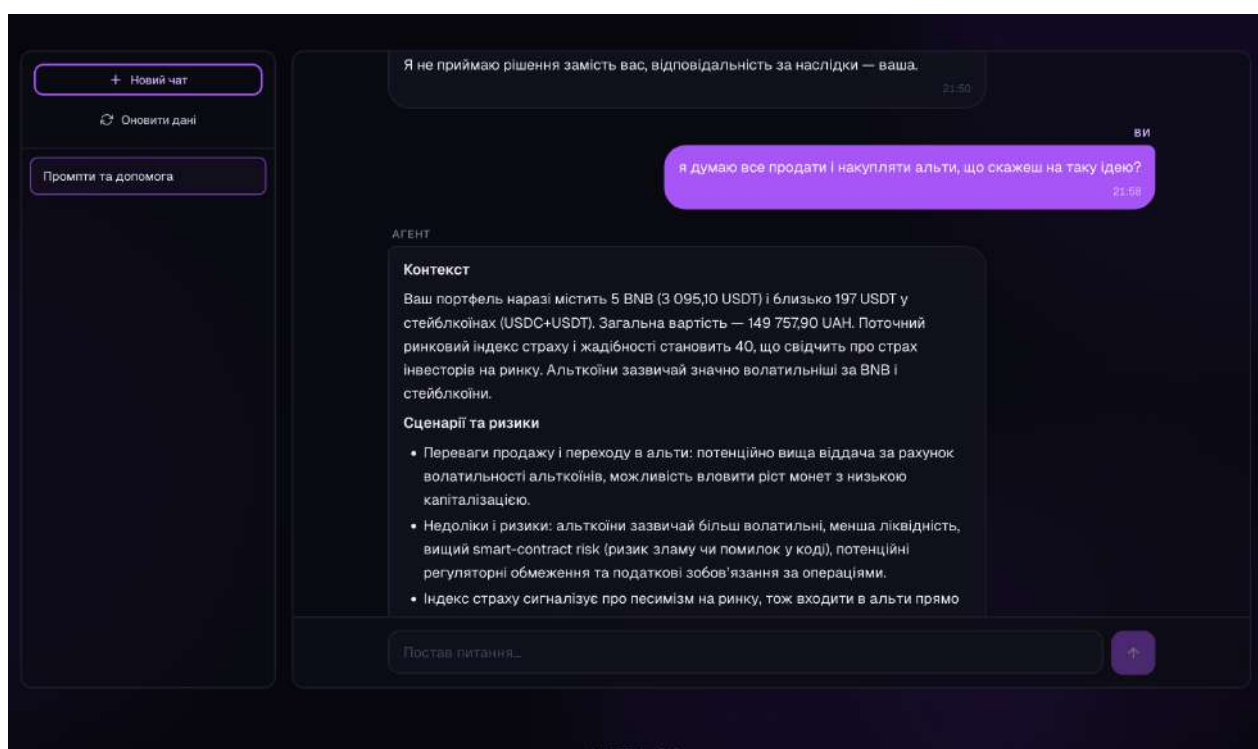 + Новий чат
Оновити дані
Промпти та допомога
Я не приймаю рішення замість вас, відповідальність за наслідки — ваша.
21:50
ВИ
я думаю все продати і накупляти альти, що скажеш на таку ідею?
21:58
АГЕНТ
Контекст
Ваш портфель наразі містить 5 BNB (3 095,10 USDT) і близько 197 USDT у
стейблкоїнах (USDC+USDT). Загальна вартість — 149 757,90 UAH. Поточний
ринковий індекс страху і жадібності становить 40, що свідчить про страх
інвесторів на ринку. Альткоїни зазвичай значно волатильніші за BNB і
стейблкоїни.
Сценарії та ризики
• Переваги продажу і переходу в альти: потенційно вища віддача за рахунок
волатильності альткоїнів, можливість вловити ріст монет з низькою
капіталізацією.
• Недоліки і ризики: альткоїни зазвичай більш волатильні, менша ліквідність,
вищий smart-contract risk (ризик зламу чи помилок у коді), потенційні
регуляторні обмеження та податкові зобов'язання за операціями.
• Індекс страху сигналізує про песимізм на ринку, тож входити в альти прямо
Постав питання...